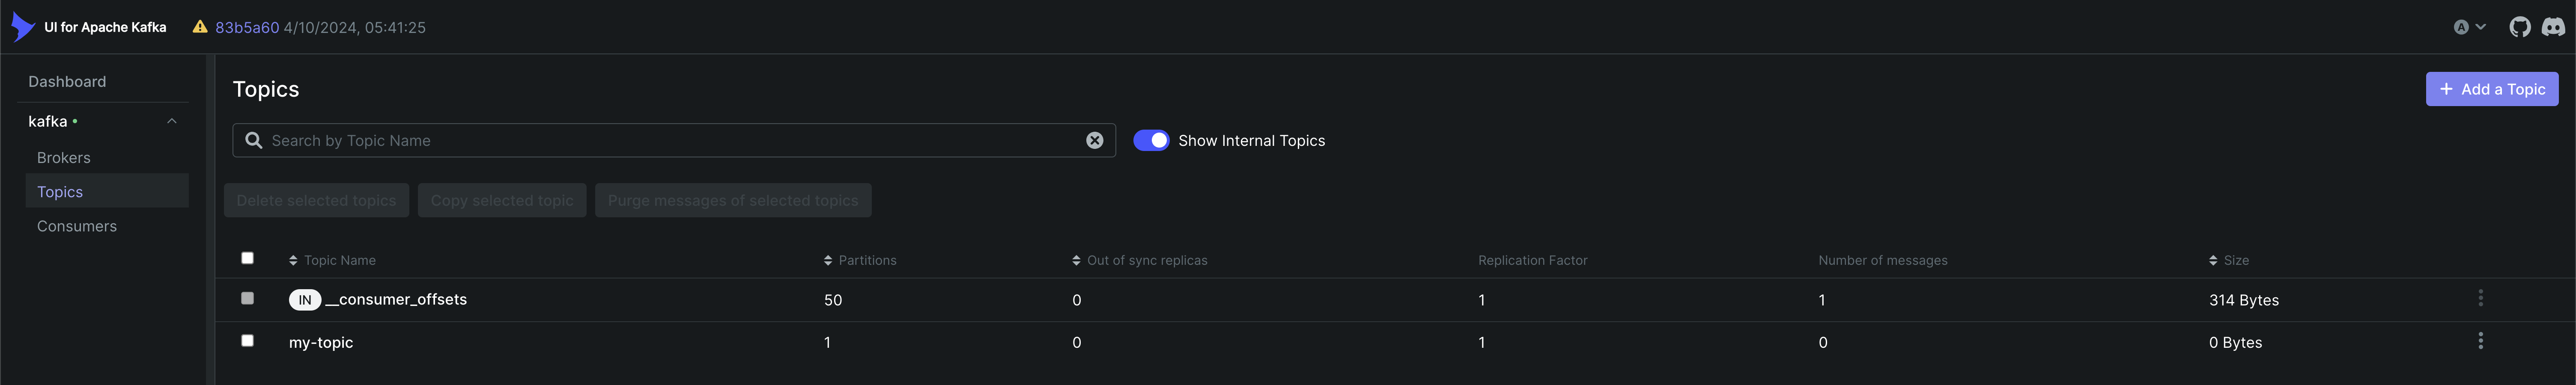 UI for Apache Kafka 83b5a60 4/10/2024, 05:41:25 A
Dashboard
kafka
Brokers
Topics
Consumers
Topics
Add a Topic
Search by Topic Name
Show Internal Topics
Delete selected topics Copy selected topic Purge messages of selected topics
Topic Name Partitions Out of sync replicas Replication Factor Number of messages Size
IN __consumer_offsets 50 0 1 1 314 Bytes
my-topic 1 0 1 0 0 Bytes